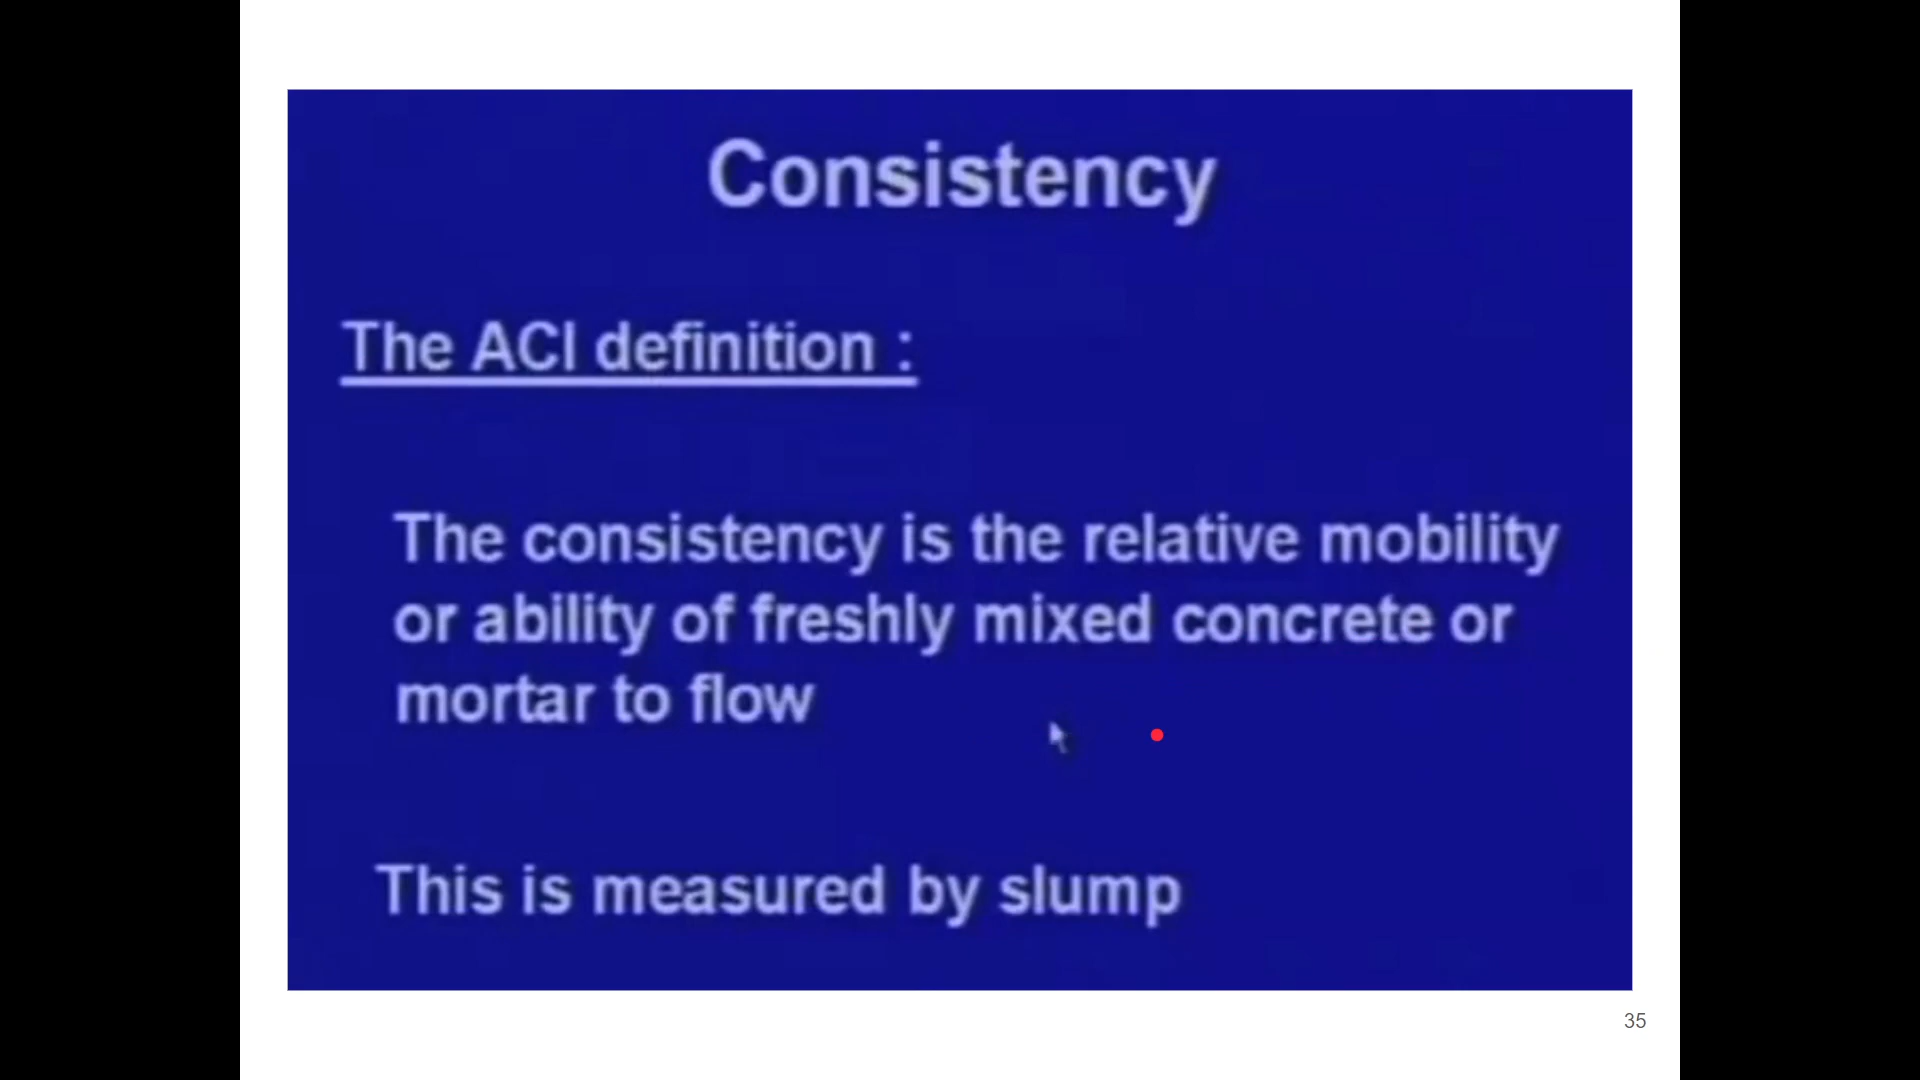 Consistency
The ACI definition :
The consistency is the relative mobility
or ability of freshly mixed concrete or
mortar to flow
This is measured by slump
35